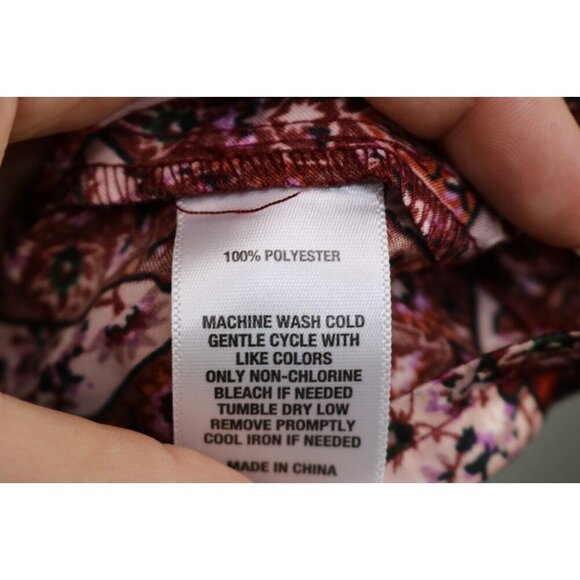 100% POLYESTER
MACHINE WASH COLD
GENTLE CYCLE WITH
LIKE COLORS
ONLY NON-CHLORINE
BLEACH IF NEEDED
TUMBLE DRY LOW
REMOVE PROMPTLY
COOL IRON IF NEEDED
MADE IN CHINA